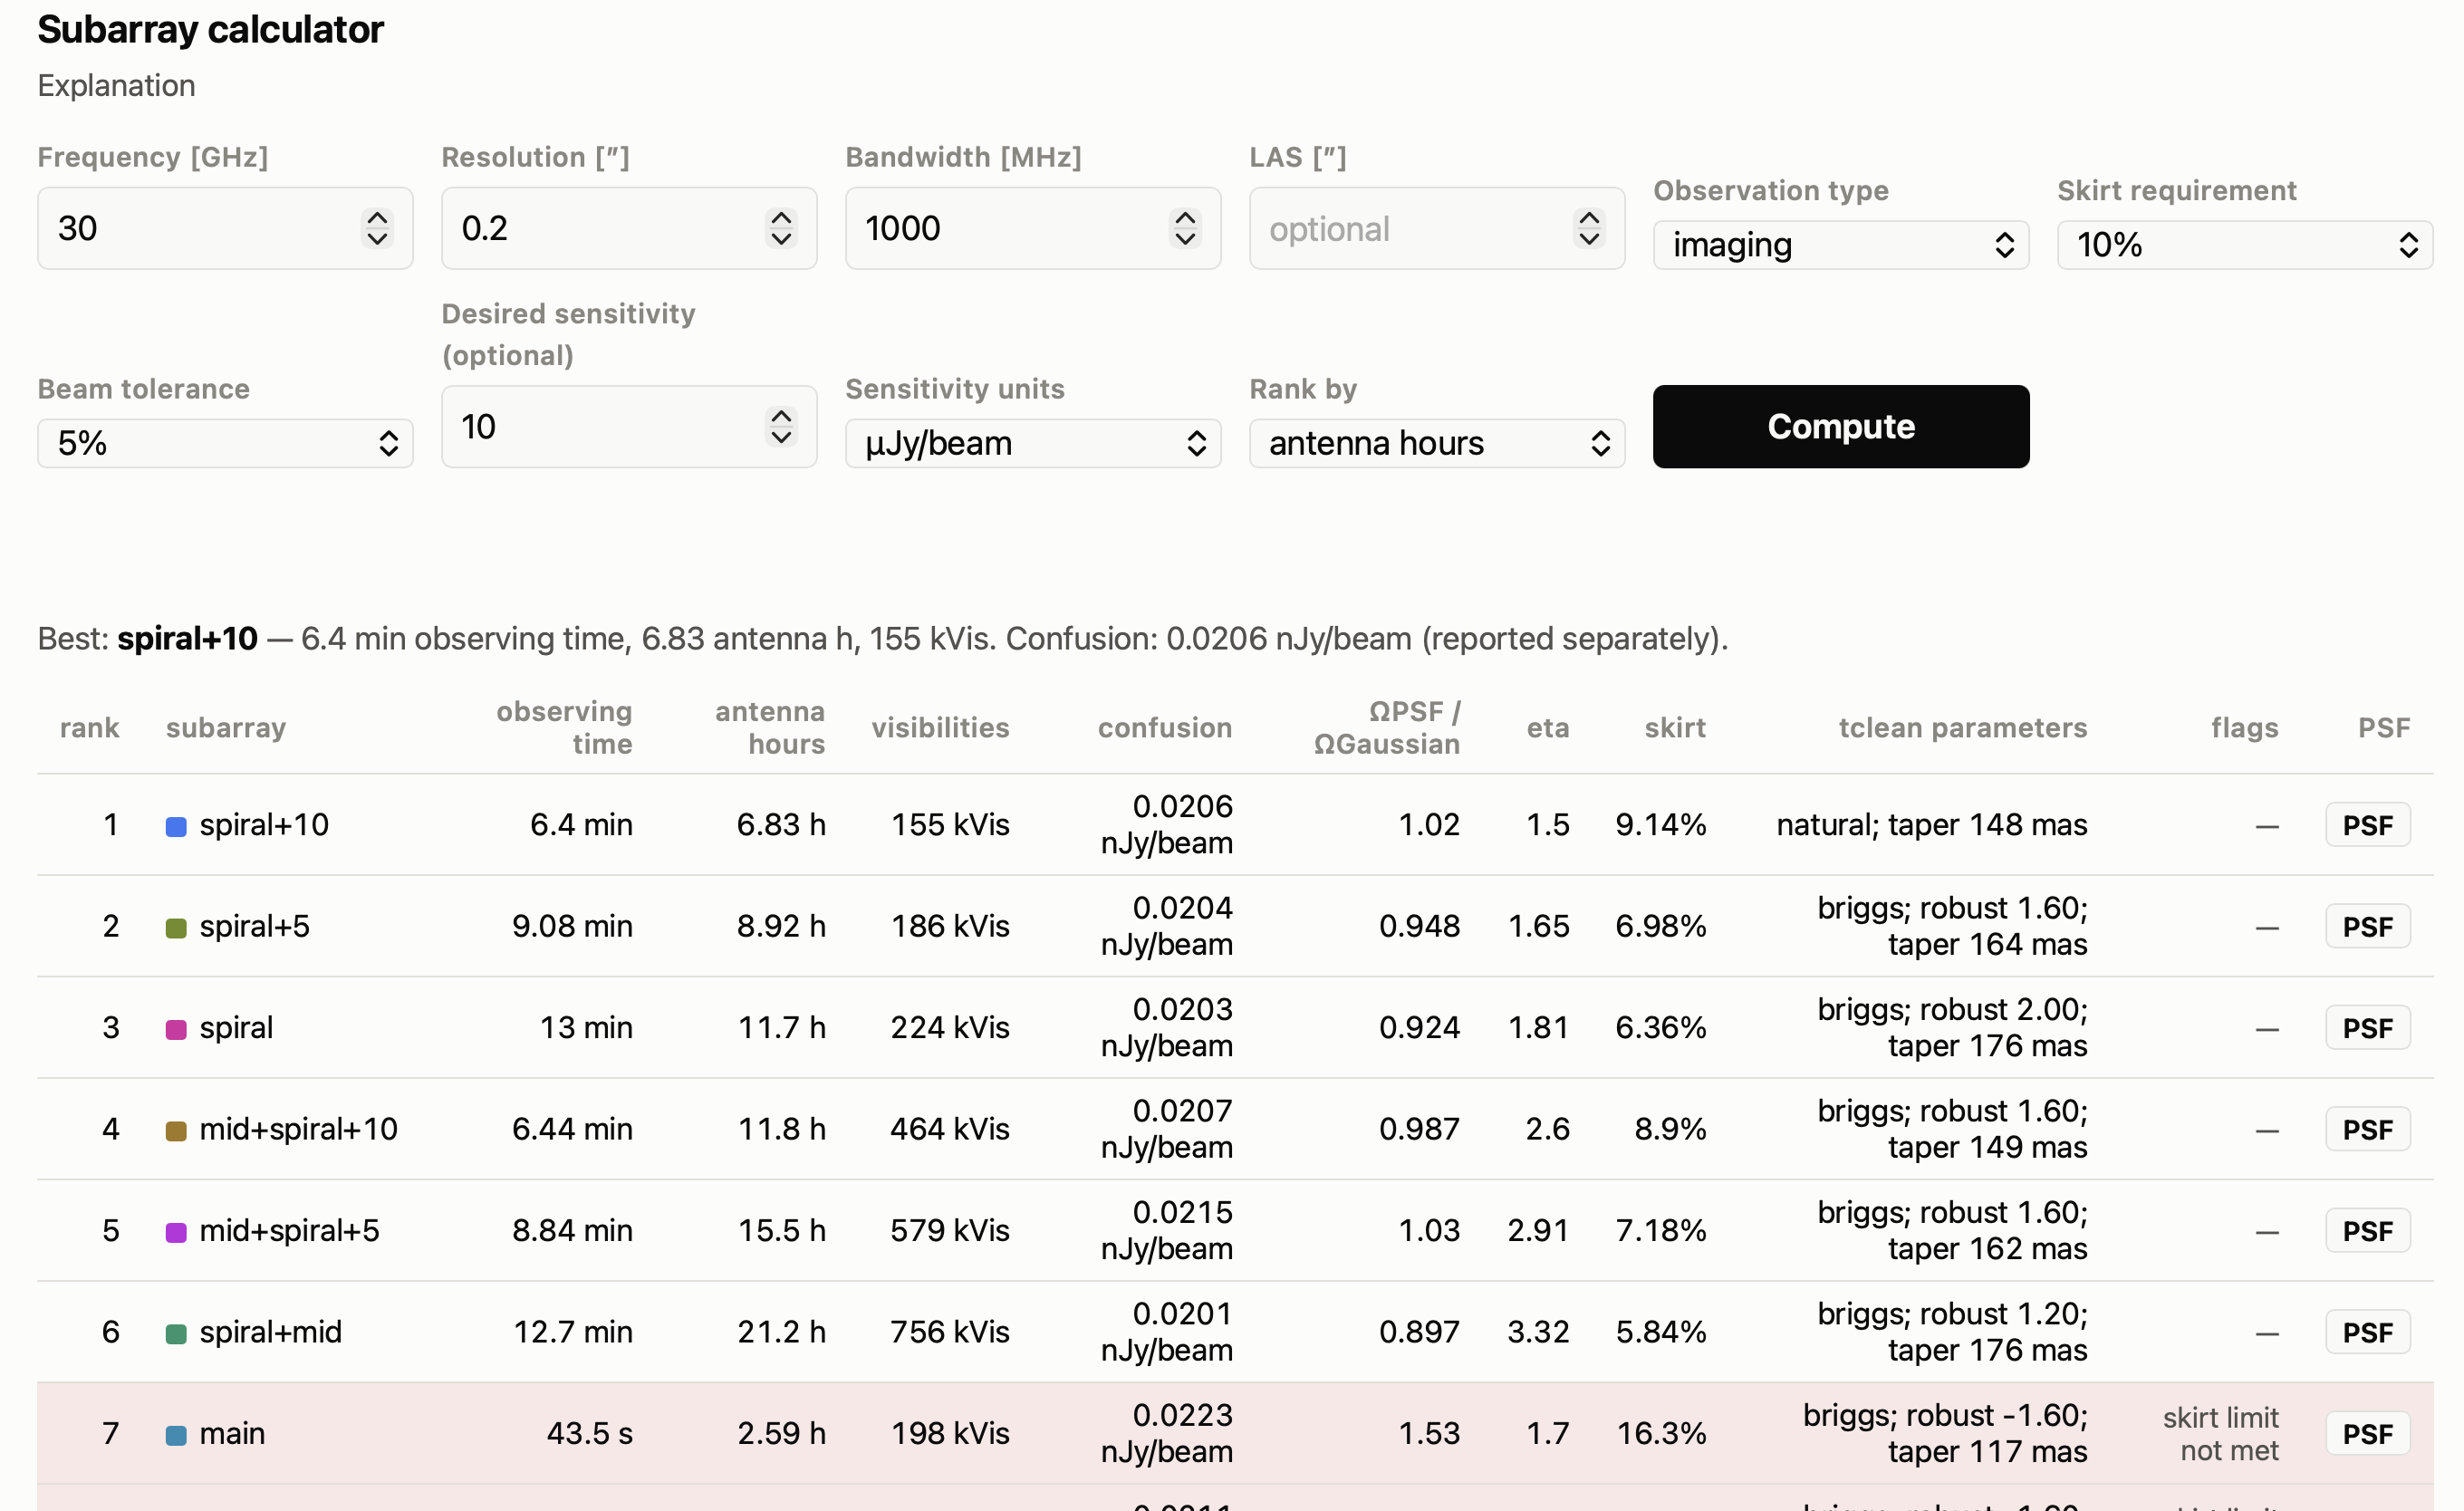 Subarray calculator
Explanation
Frequency [GHz]
Resolution [″]
Bandwidth [MHz]
LAS [″]
Observation type
Skirt requirement
30
0.2
1000
optional
imaging
10%
Beam tolerance
Desired sensitivity
(optional)
Sensitivity units
Rank by
5%
10
µJy/beam
antenna hours
Compute
Best: spiral+10 — 6.4 min observing time, 6.83 antenna h, 155 kVis. Confusion: 0.0206 nJy/beam (reported separately).
rank subarray observing time antenna hours visibilities confusion ΩPSF / ΩGaussian eta skirt tclean parameters flags PSF
1 spiral+10 6.4 min 6.83 h 155 kVis 0.0206 nJy/beam 1.02 1.5 9.14% natural; taper 148 mas — PSF
2 spiral+5 9.08 min 8.92 h 186 kVis 0.0204 nJy/beam 0.948 1.65 6.98% briggs; robust 1.60; taper 164 mas — PSF
3 spiral 13 min 11.7 h 224 kVis 0.0203 nJy/beam 0.924 1.81 6.36% briggs; robust 2.00; taper 176 mas — PSF
4 mid+spiral+10 6.44 min 11.8 h 464 kVis 0.0207 nJy/beam 0.987 2.6 8.9% briggs; robust 1.60; taper 149 mas — PSF
5 mid+spiral+5 8.84 min 15.5 h 579 kVis 0.0215 nJy/beam 1.03 2.91 7.18% briggs; robust 1.60; taper 162 mas — PSF
6 spiral+mid 12.7 min 21.2 h 756 kVis 0.0201 nJy/beam 0.897 3.32 5.84% briggs; robust 1.20; taper 176 mas — PSF
7 main 43.5 s 2.59 h 198 kVis 0.0223 nJy/beam 1.53 1.7 16.3% briggs; robust -1.60; taper 117 mas skirt limit not met PSF